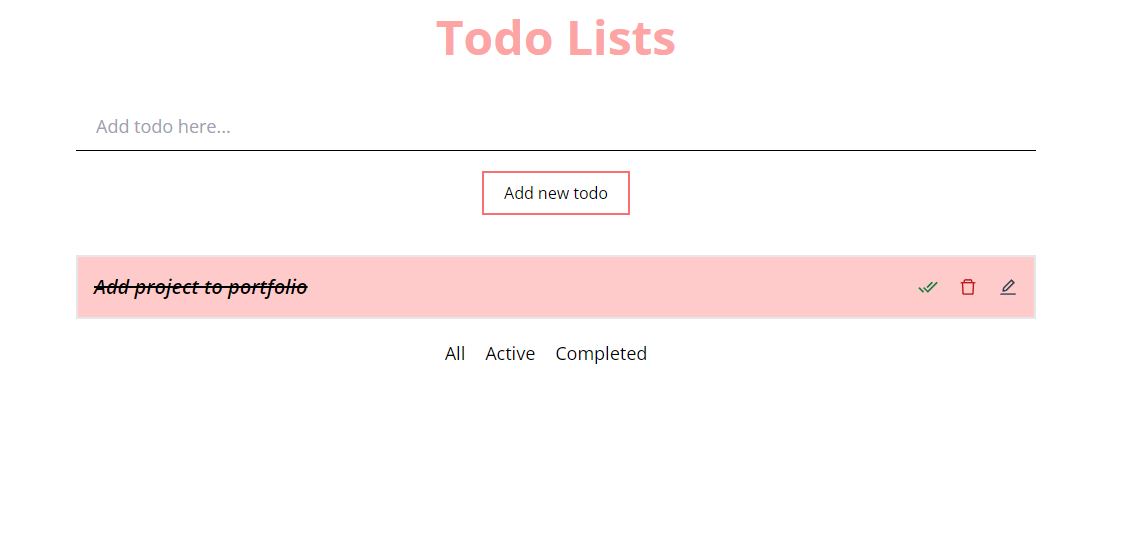 Todo Lists
Add todo here...
Add new todo
Add project to portfolio
All Active Completed